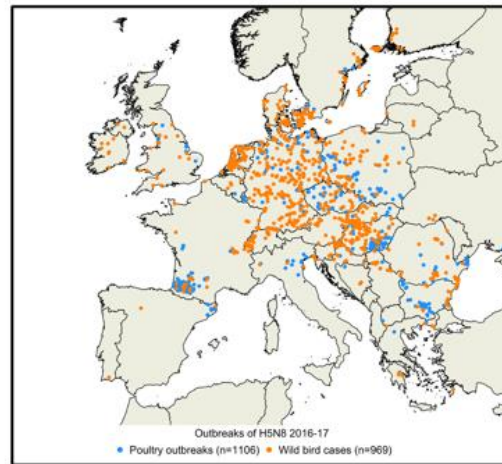 Outbreaks of H5N8 2016-17
Poultry outbreaks (n=1106) Wild bird cases (n=969)